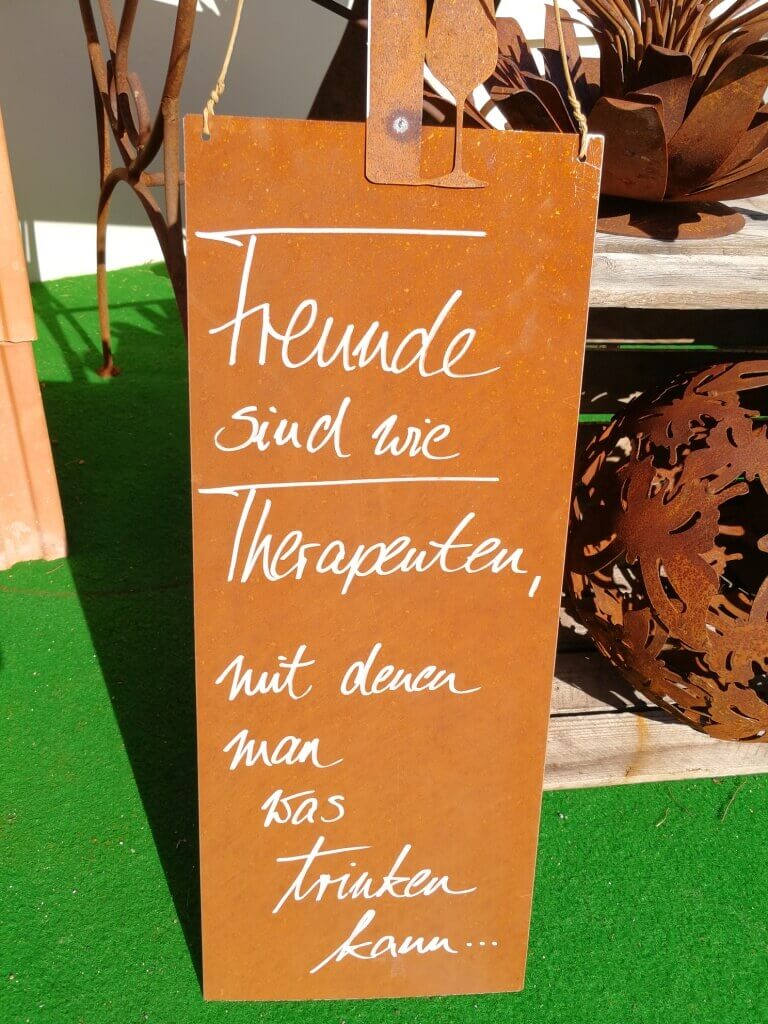 Freunde
sind wie
Therapeuten,
mit denen
man
was
trinken
kann...